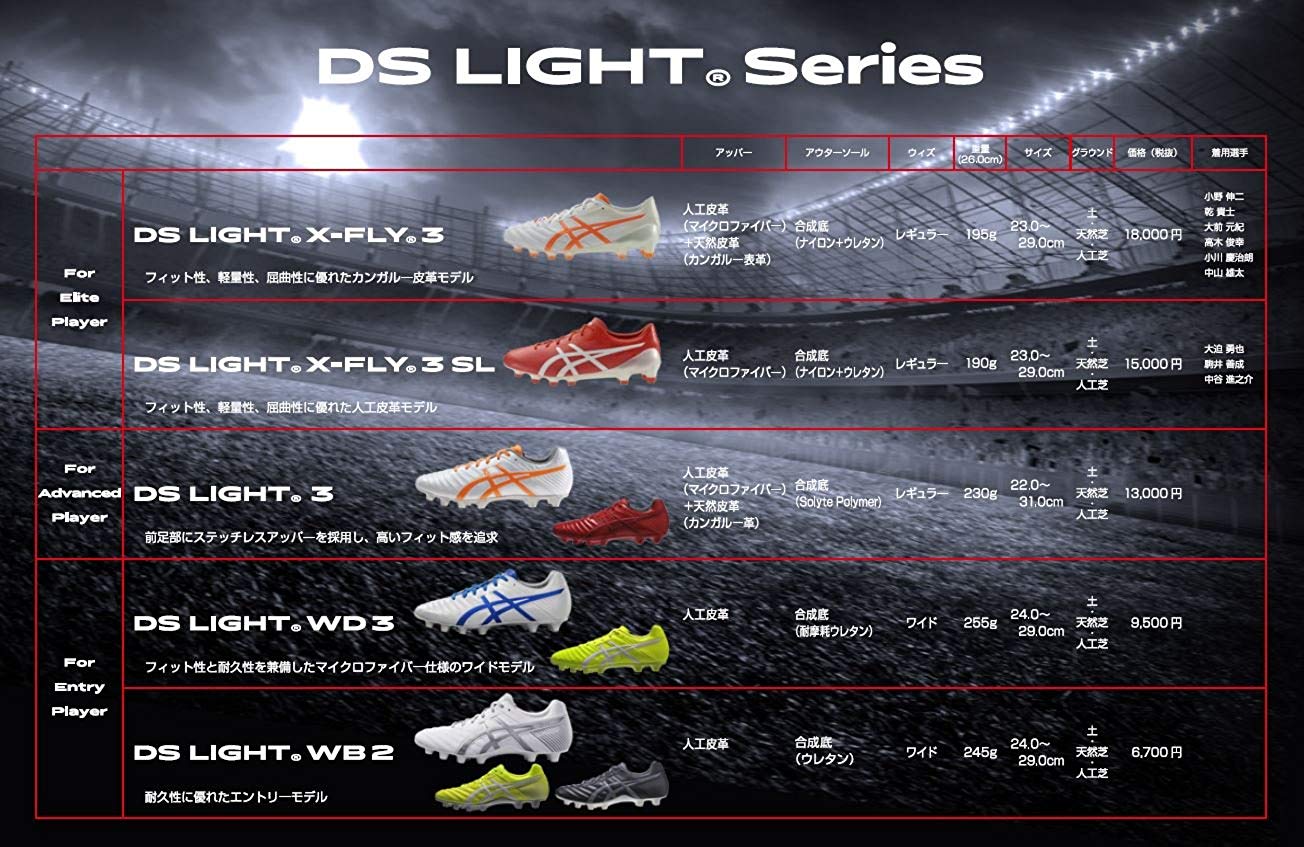 DS LIGHT® Series
アッパー
アウターソール
ウィズ
重量
(26.0cm)
サイズ
グラウンド
価格（税抜）
着用選手
For
Elite
Player
DS LIGHT® X-FLY® 3
フィット性、軽量性、屈曲性に優れたカンガルー皮革モデル
人工皮革
（マイクロファイバー）
+天然皮革
（カンガルー表革）
合成底
（ナイロン+ウレタン）
レギュラー
195g
23.0〜
29.0cm
土
・
天然芝
・
人工芝
18,000円
小野 伸二
乾 貴士
大前 元紀
高木 俊幸
小川 慶治朗
中山 雄太
DS LIGHT® X-FLY® 3 SL
フィット性、軽量性、屈曲性に優れた人工皮革モデル
人工皮革
（マイクロファイバー）
合成底
（ナイロン+ウレタン）
レギュラー
190g
23.0〜
29.0cm
土
・
天然芝
・
人工芝
15,000円
大迫 勇也
駒井 善成
中谷 進之介
For
Advanced
Player
DS LIGHT® 3
前足部にステッチレスアッパーを採用し、高いフィット感を追求
人工皮革
（マイクロファイバー）
+天然皮革
（カンガルー革）
合成底
（Solyte Polymer）
レギュラー
230g
22.0〜
31.0cm
土
・
天然芝
・
人工芝
13,000円
For
Entry
Player
DS LIGHT® WD 3
フィット性と耐久性を兼備したマイクロファイバー仕様のワイドモデル
人工皮革
合成底
（耐摩耗ウレタン）
ワイド
255g
24.0〜
29.0cm
土
・
天然芝
・
人工芝
9,500円
DS LIGHT® WB 2
耐久性に優れたエントリーモデル
人工皮革
合成底
（ウレタン）
ワイド
245g
24.0〜
29.0cm
土
・
天然芝
・
人工芝
6,700円